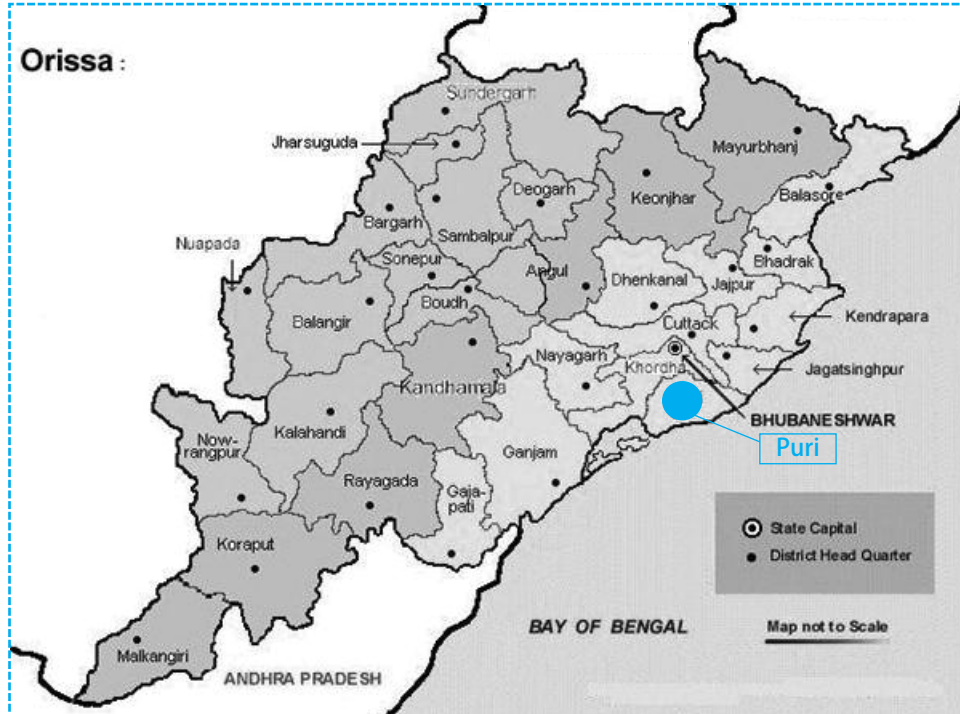 Orissa :
Sundergarh
Jharsuguda
Mayurbhanj
Deogarh
Keonjhar
Balasore
Bargarh
Sambalpur
Nuapada
Sonepur
Angul
Bhadrak
Dhenkanal
Jajpur
Boudh
Balangir
Kendrapara
Cuttack
Nayagarh
Khordha
Jagatsinghpur
Kandhamala
BHUBANESHWAR
Kalahandi
Puri
Now-
rangpur
Ganjam
Rayagada
Gaja-
pati
State Capital
Koraput
District Head Quarter
BAY OF BENGAL
Map not to Scale
Malkangiri
ANDHRA PRADESH